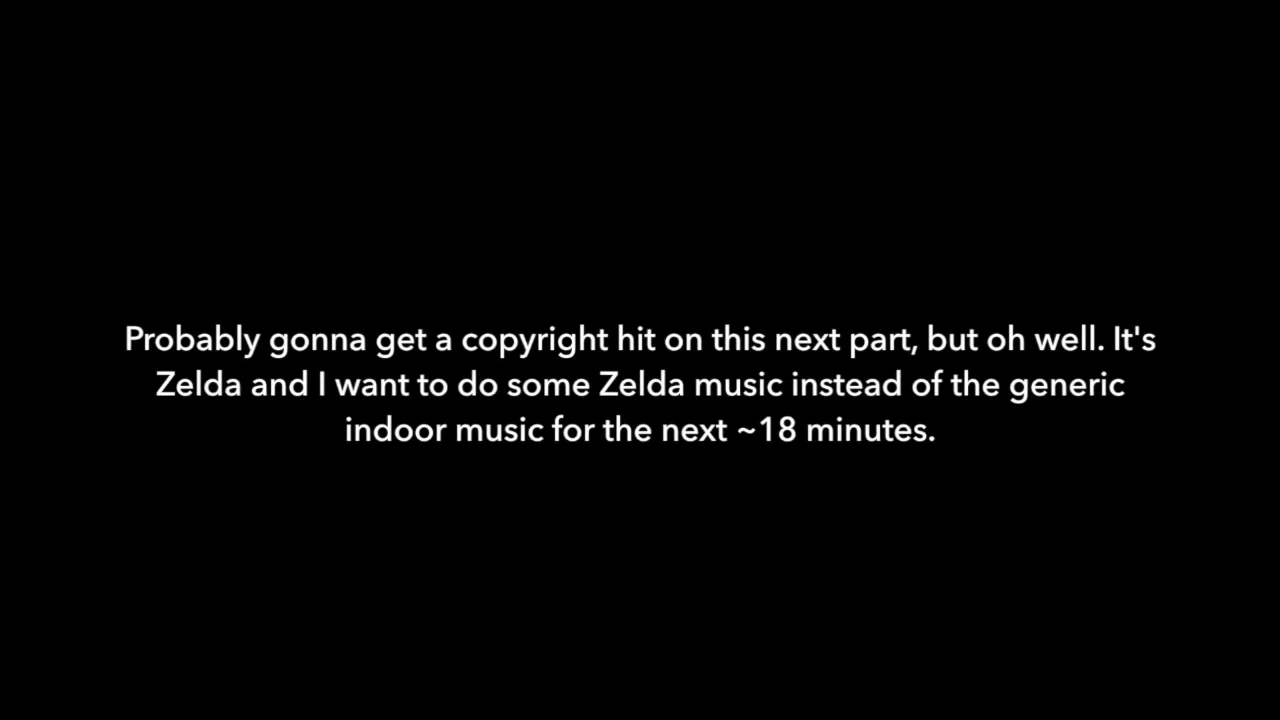 Probably gonna get a copyright hit on this next part, but oh well. It's
Zelda and I want to do some Zelda music instead of the generic
indoor music for the next ~18 minutes.